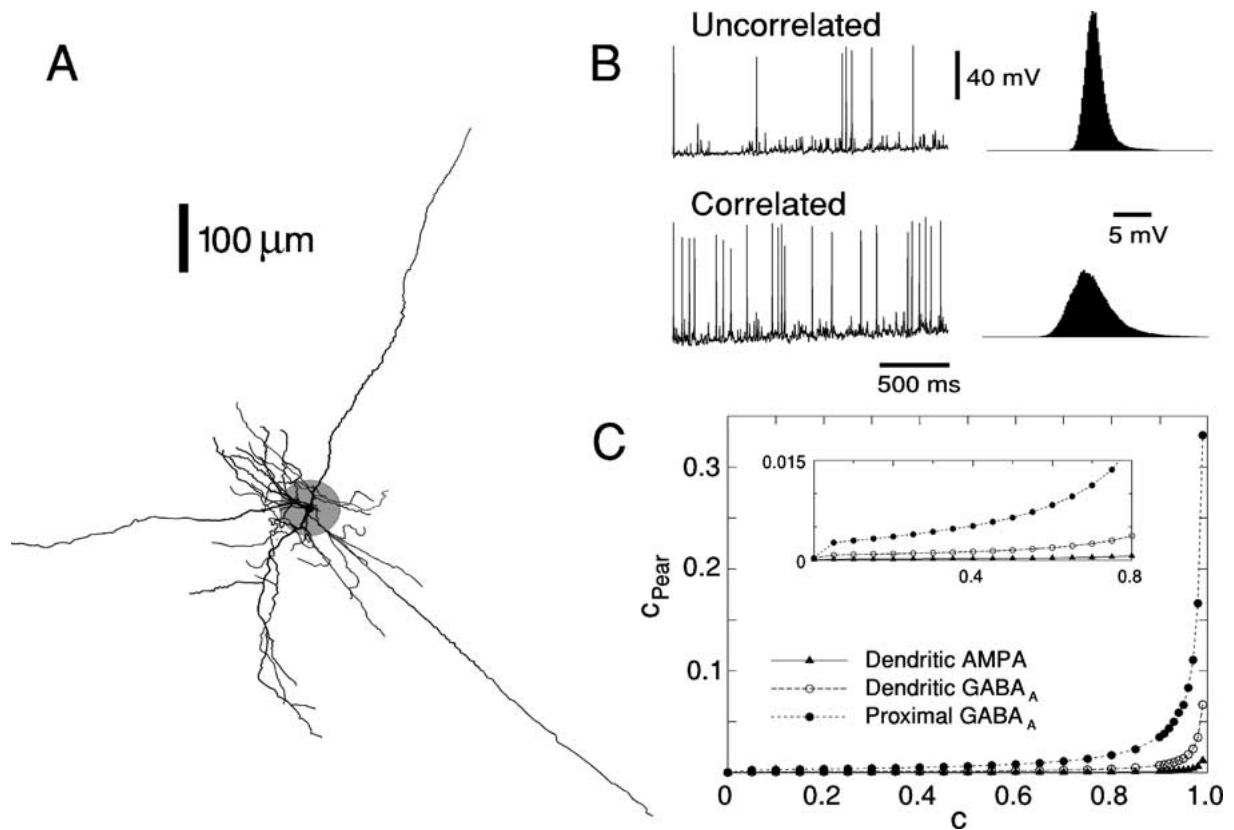 A
100 μm
B
Uncorrelated
40 mV
Correlated
5 mV
500 ms
C
0.3
0.2
0.1
c_Pear
0.015
0
0.4
0.8
Dendritic AMPA
Dendritic GABA_A
Proximal GABA_A
0 0.2 0.4 0.6 0.8 1.0
c